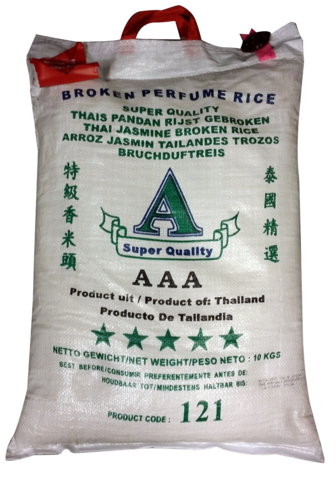 BROKEN PERFUME RICE
SUPER QUALITY
THAIS PANDAN RIJST GEBROKEN
THAI JASMINE BROKEN RICE
ARROZ JASMIN TAILANDES TROZOS
BRUCHDUFTREIS
特級香米頭
泰國精選
A
Super Quality
AAA
Product uit / Product of: Thailand
Producto De Tailandia
NETTO GEWICHT/NET WEIGHT/PESO NETO : 10 KGS
BEST BEFORE/CONSUMIR PREFERENTEMENTE ANTES DE:
HOUDBAAR TOT/MINDESTENS HALTBAR BIS:
PRODUCT CODE : 121